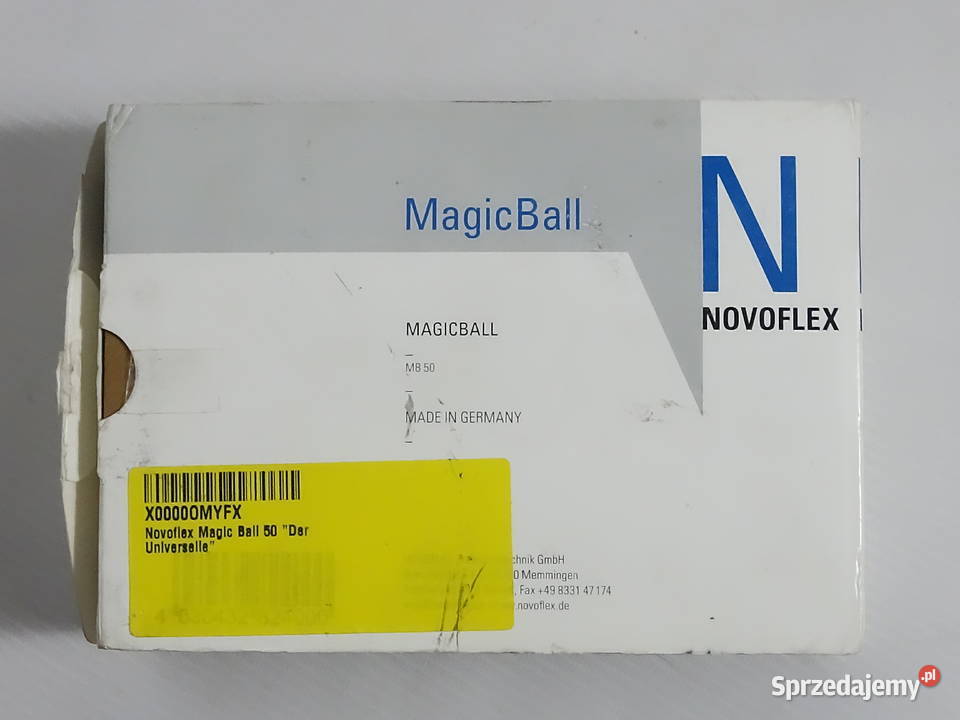 MagicBall
N
NOVOFLEX
MAGICBALL
MB 50
MADE IN GERMANY
X00000MYFX
Novoflex Magic Ball 50 "Der
Universelle"
chnik GmbH
0 Memmingen
, Fax +49 8331 47174
.novoflex.de
Sprzedajemy.pl